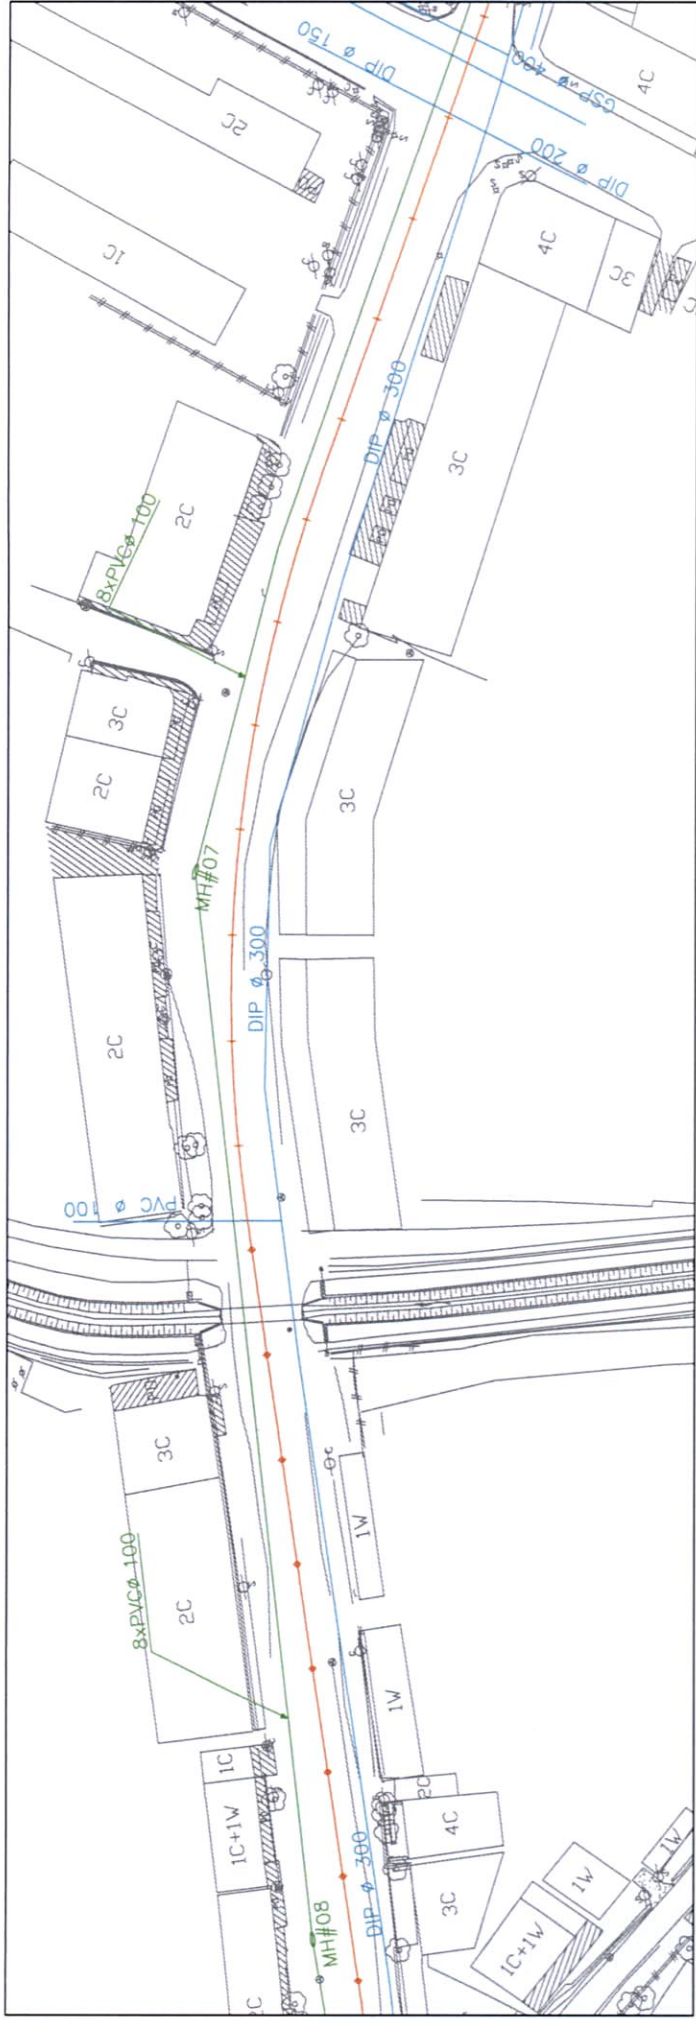 DIP ø 150
GSP ø 400
4C
2C
1C
DIP ø 200
4C
3C
DIP ø 300
3C
8xPVCø 100
2C
3C
2C
3C
MH#07
DIP ø 300
2C
3C
PVC ø 100
3C
2C
1W
8xPVCø 100
1W
1C
1C+1W
2C
4C
3C
DIP ø 300
MH#08
1W
1W
1C+1W